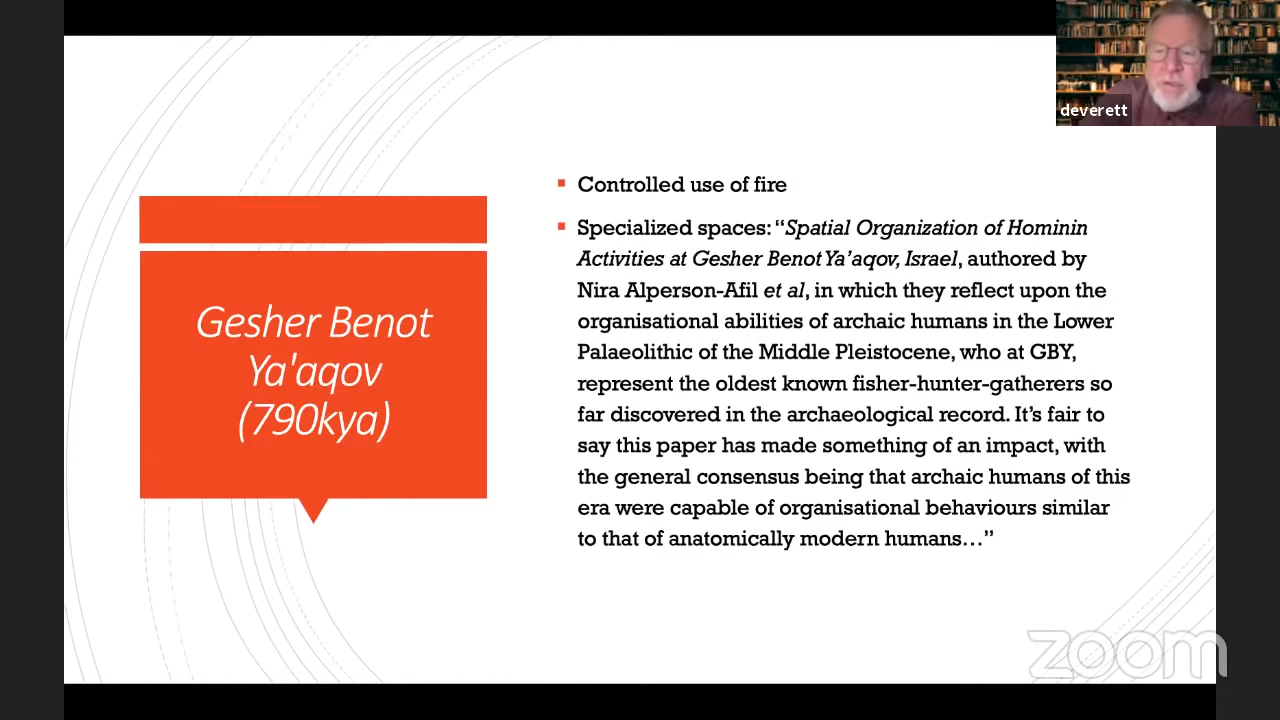 deverett
Gesher Benot
Ya'aqov
(790kya)
Controlled use of fire
Specialized spaces: “Spatial Organization of Hominin
Activities at Gesher Benot Ya’aqov, Israel, authored by
Nira Alperson-Afil et al, in which they reflect upon the
organisational abilities of archaic humans in the Lower
Palaeolithic of the Middle Pleistocene, who at GBY,
represent the oldest known fisher-hunter-gatherers so
far discovered in the archaeological record. It’s fair to
say this paper has made something of an impact, with
the general consensus being that archaic humans of this
era were capable of organisational behaviours similar
to that of anatomically modern humans…”
zoom